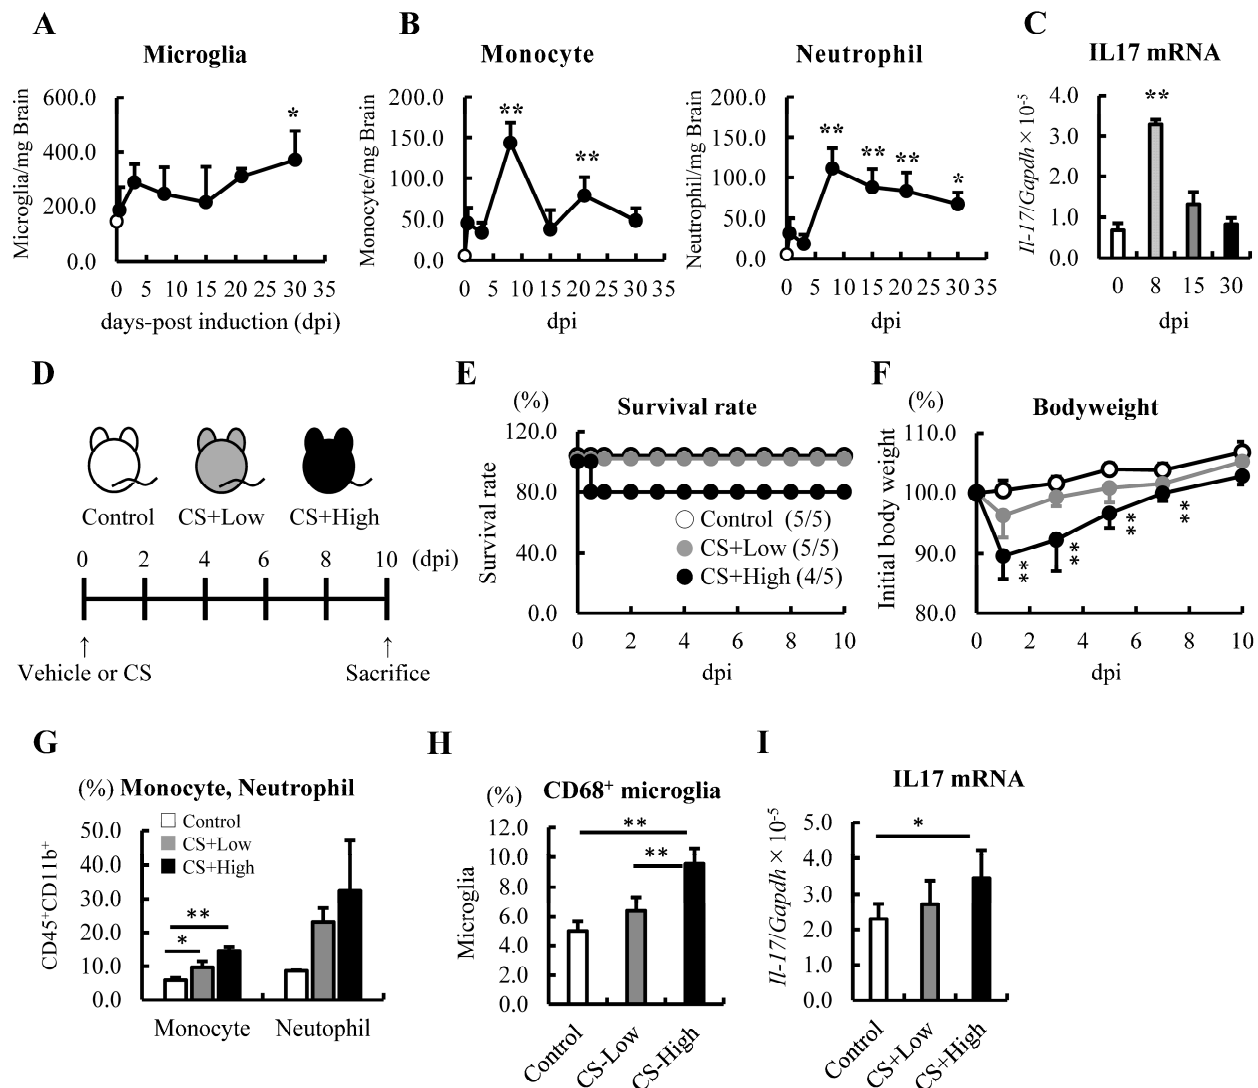 A
B
C
Microglia
Monocyte
Neutrophil
IL17 mRNA
Microglia/mg Brain
600.0
400.0
200.0
0.0
*
0 5 10 15 20 25 30 35
days-post induction (dpi)
Monocyte/mg Brain
200.0
150.0
100.0
50.0
0.0
**
**
0 5 10 15 20 25 30 35
dpi
Neutrophil/mg Brain
200.0
150.0
100.0
50.0
0.0
**
**
**
*
0 5 10 15 20 25 30 35
dpi
Il-17/Gapdh × 10-5
4.0
3.0
2.0
1.0
0.0
**
0 8 15 30
dpi
D
Control CS+Low CS+High
0 2 4 6 8 10 (dpi)
↑ ↑
Vehicle or CS Sacrifice
E
(%)
Survival rate
Survival rate
120.0
80.0
40.0
0.0
Control (5/5)
CS+Low (5/5)
CS+High (4/5)
0 2 4 6 8 10
dpi
F
(%)
Bodyweight
Initial body weight
110.0
100.0
90.0
80.0
**
**
**
**
0 2 4 6 8 10
dpi
G
(%) Monocyte, Neutrophil
CD45+CD11b+
50.0
40.0
30.0
20.0
10.0
0.0
Control
CS+Low
CS+High
**
*
Monocyte Neutophil
H
(%)
CD68+ microglia
Microglia
12.0
10.0
8.0
6.0
4.0
2.0
0.0
**
**
Control
CS-Low
CS-High
I
IL17 mRNA
Il-17/Gapdh × 10-5
5.0
4.0
3.0
2.0
1.0
0.0
*
Control
CS+Low
CS+High